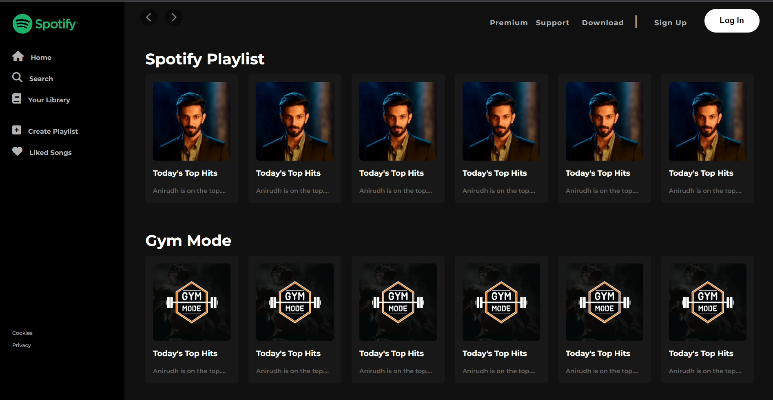 Spotify
Premium Support Download | Sign Up Log In
Home
Search
Your Library
Create Playlist
Liked Songs
Cookies
Privacy
Spotify Playlist
Today's Top Hits Today's Top Hits Today's Top Hits Today's Top Hits Today's Top Hits Today's Top Hits
Anirudh is on the top.... Anirudh is on the top.... Anirudh is on the top.... Anirudh is on the top.... Anirudh is on the top.... Anirudh is on the top....
Gym Mode
GYM GYM GYM GYM GYM GYM
MODE MODE MODE MODE MODE MODE
Today's Top Hits Today's Top Hits Today's Top Hits Today's Top Hits Today's Top Hits Today's Top Hits
Anirudh is on the top.... Anirudh is on the top.... Anirudh is on the top.... Anirudh is on the top.... Anirudh is on the top.... Anirudh is on the top....